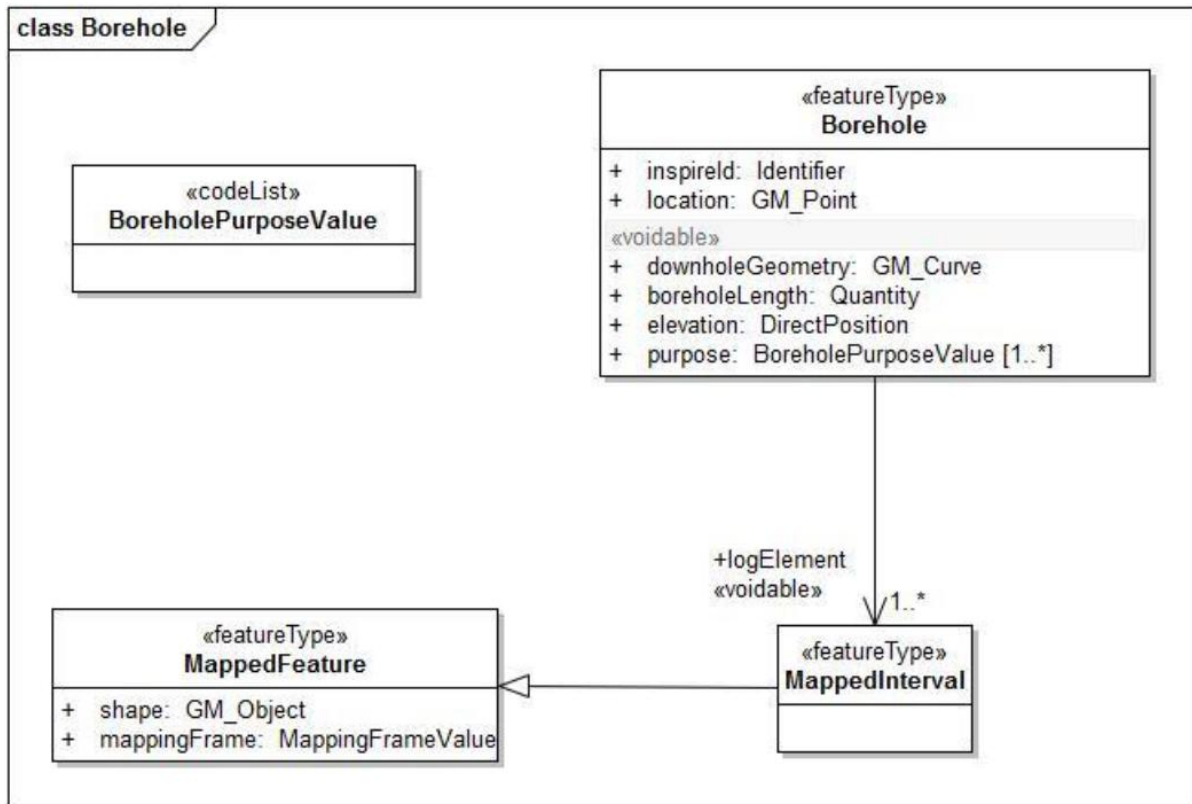 class Borehole
«featureType»
Borehole
+ inspireId: Identifier
+ location: GM_Point
«voidable»
+ downholeGeometry: GM_Curve
+ boreholeLength: Quantity
+ elevation: DirectPosition
+ purpose: BoreholePurposeValue [1..*]
«codeList»
BoreholePurposeValue
+logElement
«voidable»
1..*
«featureType»
MappedFeature
+ shape: GM_Object
+ mappingFrame: MappingFrameValue
«featureType»
MappedInterval